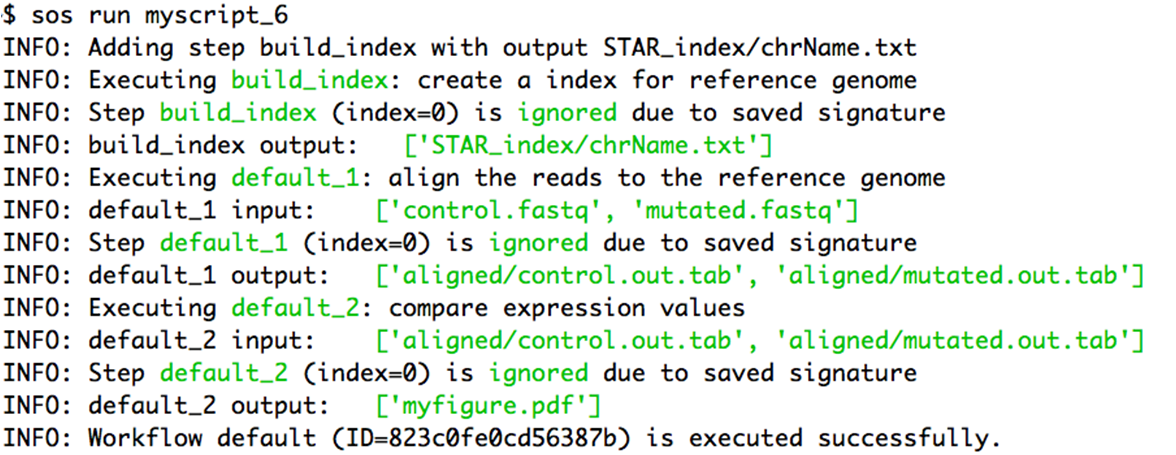 $ sos run myscript_6
INFO: Adding step build_index with output STAR_index/chrName.txt
INFO: Executing build_index: create a index for reference genome
INFO: Step build_index (index=0) is ignored due to saved signature
INFO: build_index output:   ['STAR_index/chrName.txt']
INFO: Executing default_1: align the reads to the reference genome
INFO: default_1 input:    ['control.fastq', 'mutated.fastq']
INFO: Step default_1 (index=0) is ignored due to saved signature
INFO: default_1 output:   ['aligned/control.out.tab', 'aligned/mutated.out.tab']
INFO: Executing default_2: compare expression values
INFO: default_2 input:    ['aligned/control.out.tab', 'aligned/mutated.out.tab']
INFO: Step default_2 (index=0) is ignored due to saved signature
INFO: default_2 output:   ['myfigure.pdf']
INFO: Workflow default (ID=823c0fe0cd56387b) is executed successfully.